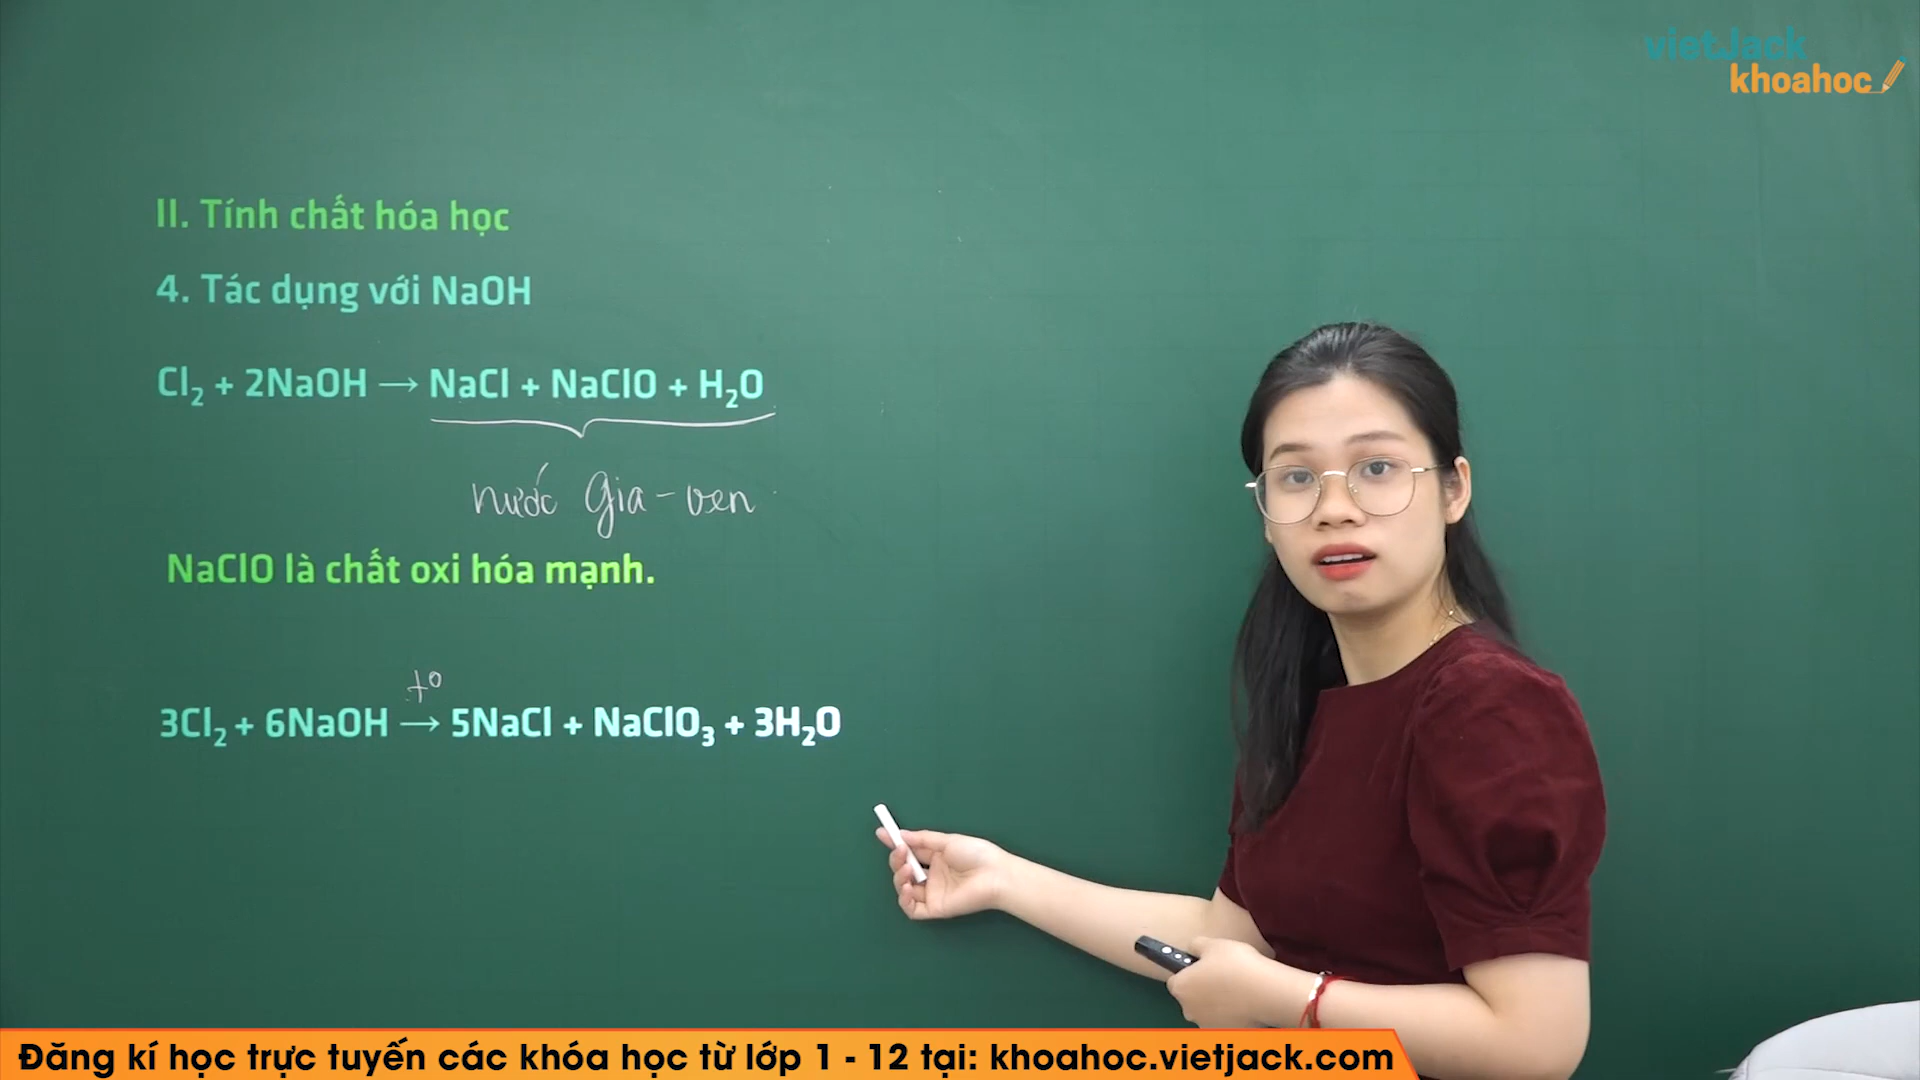 vietJack
khoahoc
II. Tính chất hóa học
4. Tác dụng với NaOH
Cl₂ + 2NaOH → NaCl + NaClO + H₂O
nước Gia-ven
NaClO là chất oxi hóa mạnh.
t⁰
3Cl₂ + 6NaOH → 5NaCl + NaClO₃ + 3H₂O
Đăng kí học trực tuyến các khóa học từ lớp 1 - 12 tại: khoahoc.vietjack.com